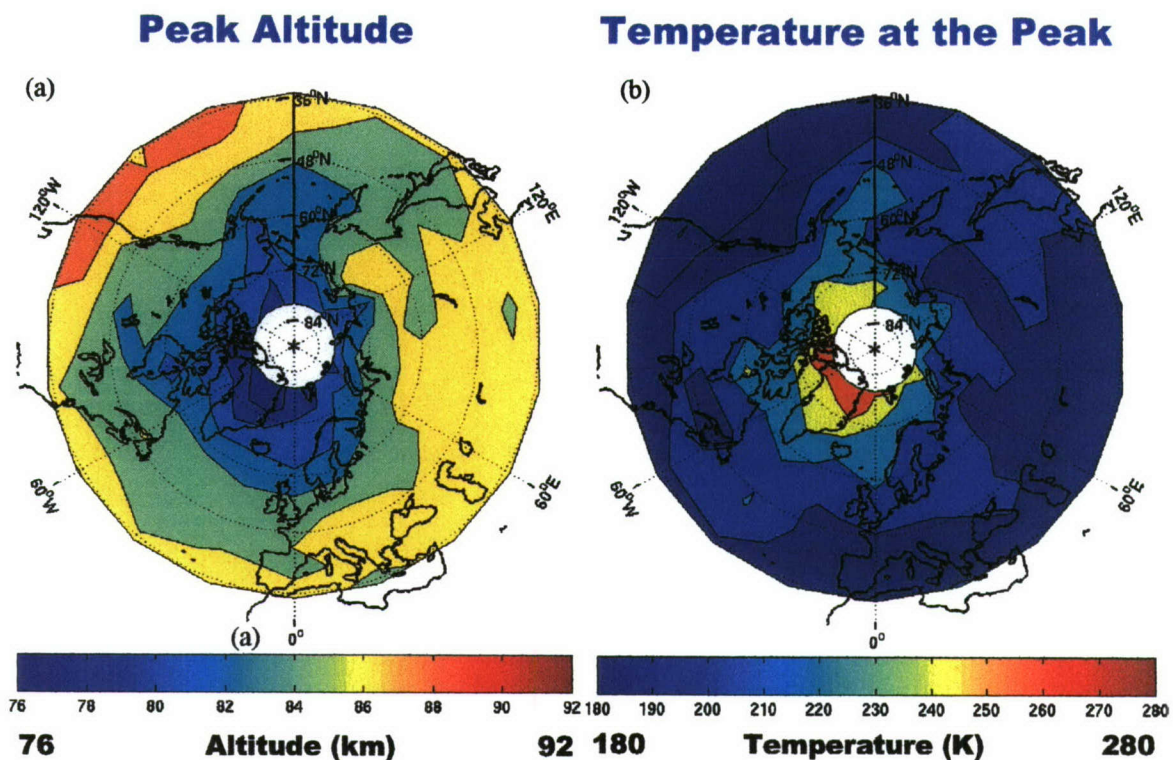 Peak Altitude
Temperature at the Peak
(a)
36°N
48°N
60°N
72°N
84°N
120°W
120°E
60°W
60°E
0°
(a)
76 78 80 82 84 86 88 90 92
76 Altitude (km) 92
(b)
36°N
48°N
60°N
72°N
84°N
120°W
120°E
60°W
60°E
0°
180 190 200 210 220 230 240 250 260 270 280
180 Temperature (K) 280